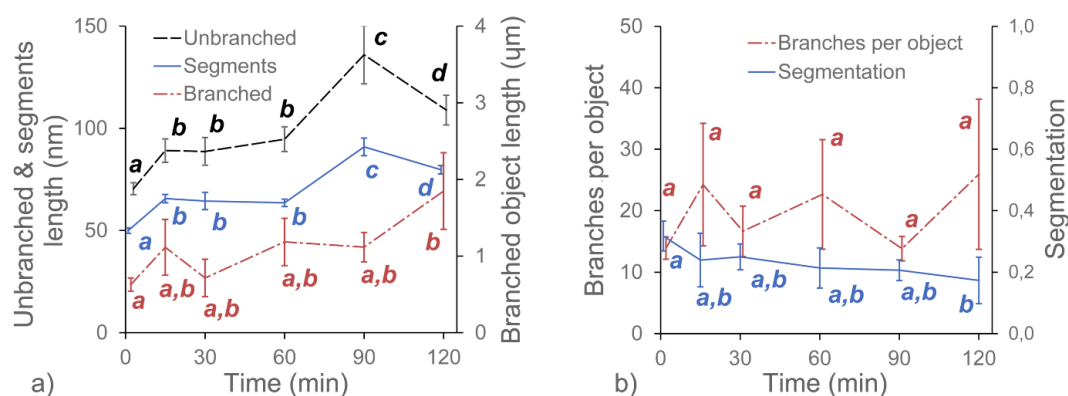 150
100
50
0
Unbranched & segments
length (nm)
Unbranched
Segments
Branched
a
b
b
b
c
d
a
b
b
b
c
d
a
a,b
a,b
a,b
a,b
b
4
3
2
1
0
Branched object length (µm)
0
30
60
90
120
Time (min)
a)
50
40
30
20
10
0
Branches per object
Branches per object
Segmentation
a
a
a
a
a
a
a
a,b
a,b
a,b
a,b
b
1,0
0,8
0,6
0,4
0,2
0,0
Segmentation
0
30
60
90
120
Time (min)
b)